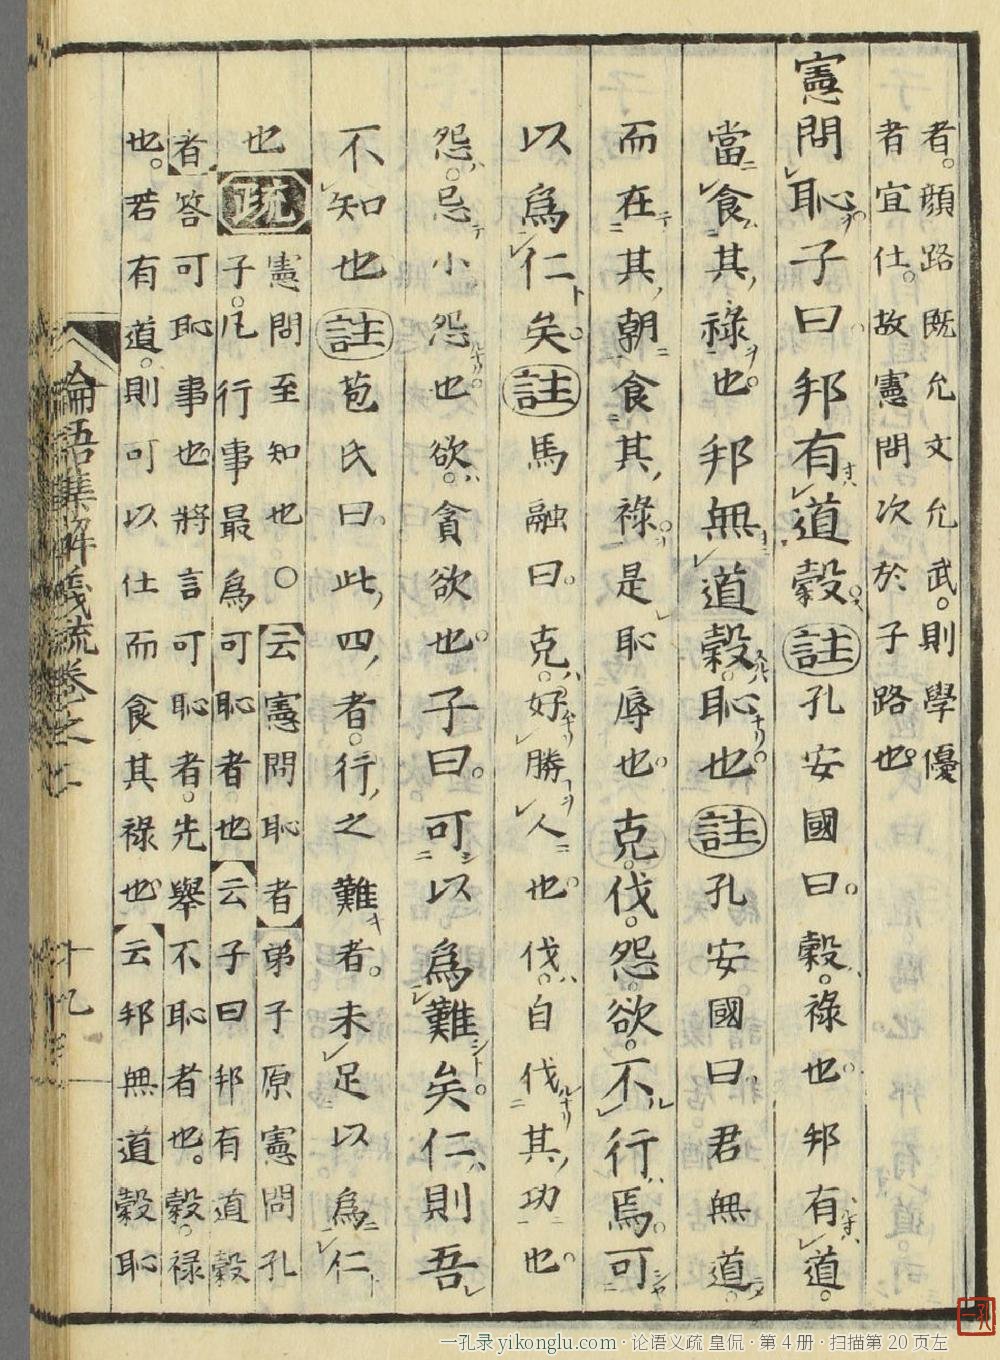 者。顔路既允文允武。則學優
者宜仕。故憲問次於子路也
憲問恥子曰邦有道穀註孔安國曰。穀。祿也。邦有道。
當食其祿也。邦無道穀。恥也。註孔安國曰。君無道。
而在其朝食其祿。是恥辱也。克。伐。怨。欲。不行焉。可
以爲仁矣。註馬融曰。克。好勝人也。伐。自伐其功也。
怨。忌小怨也。欲。貪欲也。子曰。可以爲難矣。仁則吾
不知也註苞氏曰。此四者。行之難者。未足以爲仁
也疏憲問至知也○云憲問恥者弟子原憲問孔
子。凡行事最爲可恥者也云子曰邦有道穀
者答可恥事也將言可恥者。先舉不恥者也。穀。祿
也。若有道。則可以仕而食其祿也云邦無道穀恥
論語集解義疏卷之七
十九
一孔
一孔录 yikonglu.com · 论语义疏 皇侃 · 第 4 册 · 扫描第 20 页左